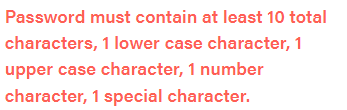 Password must contain at least 10 total
characters, 1 lower case character, 1
upper case character, 1 number
character, 1 special character.